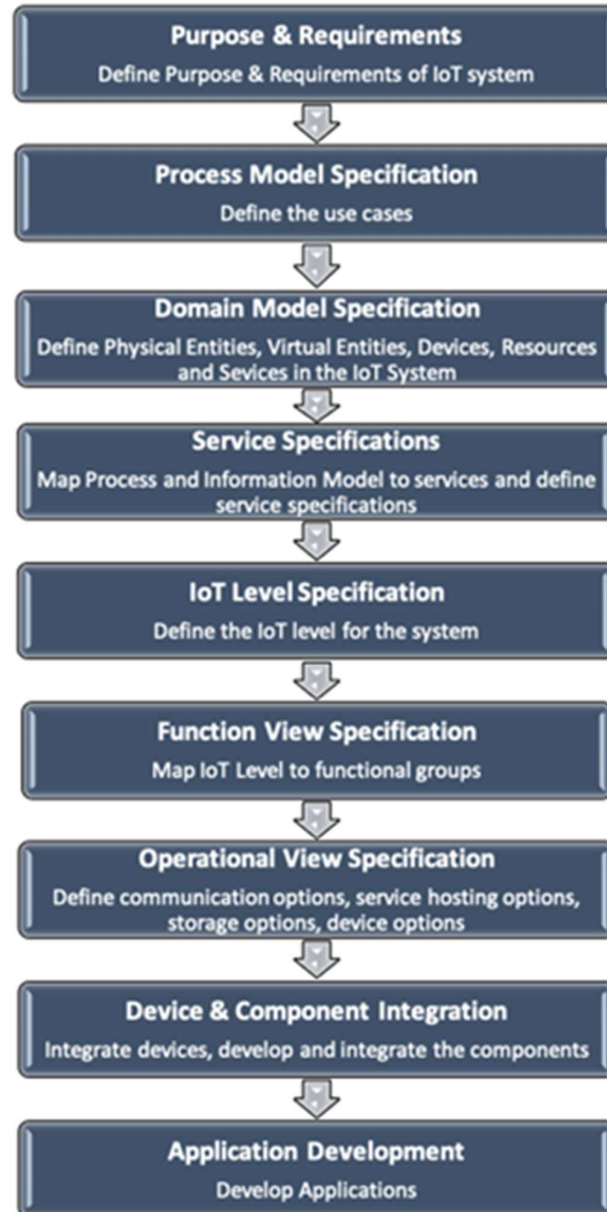 Purpose & Requirements
Define Purpose & Requirements of IoT system
Process Model Specification
Define the use cases
Domain Model Specification
Define Physical Entities, Virtual Entities, Devices, Resources
and Sevices in the IoT System
Service Specifications
Map Process and Information Model to services and define
service specifications
IoT Level Specification
Define the IoT level for the system
Function View Specification
Map IoT Level to functional groups
Operational View Specification
Define communication options, service hosting options,
storage options, device options
Device & Component Integration
Integrate devices, develop and integrate the components
Application Development
Develop Applications